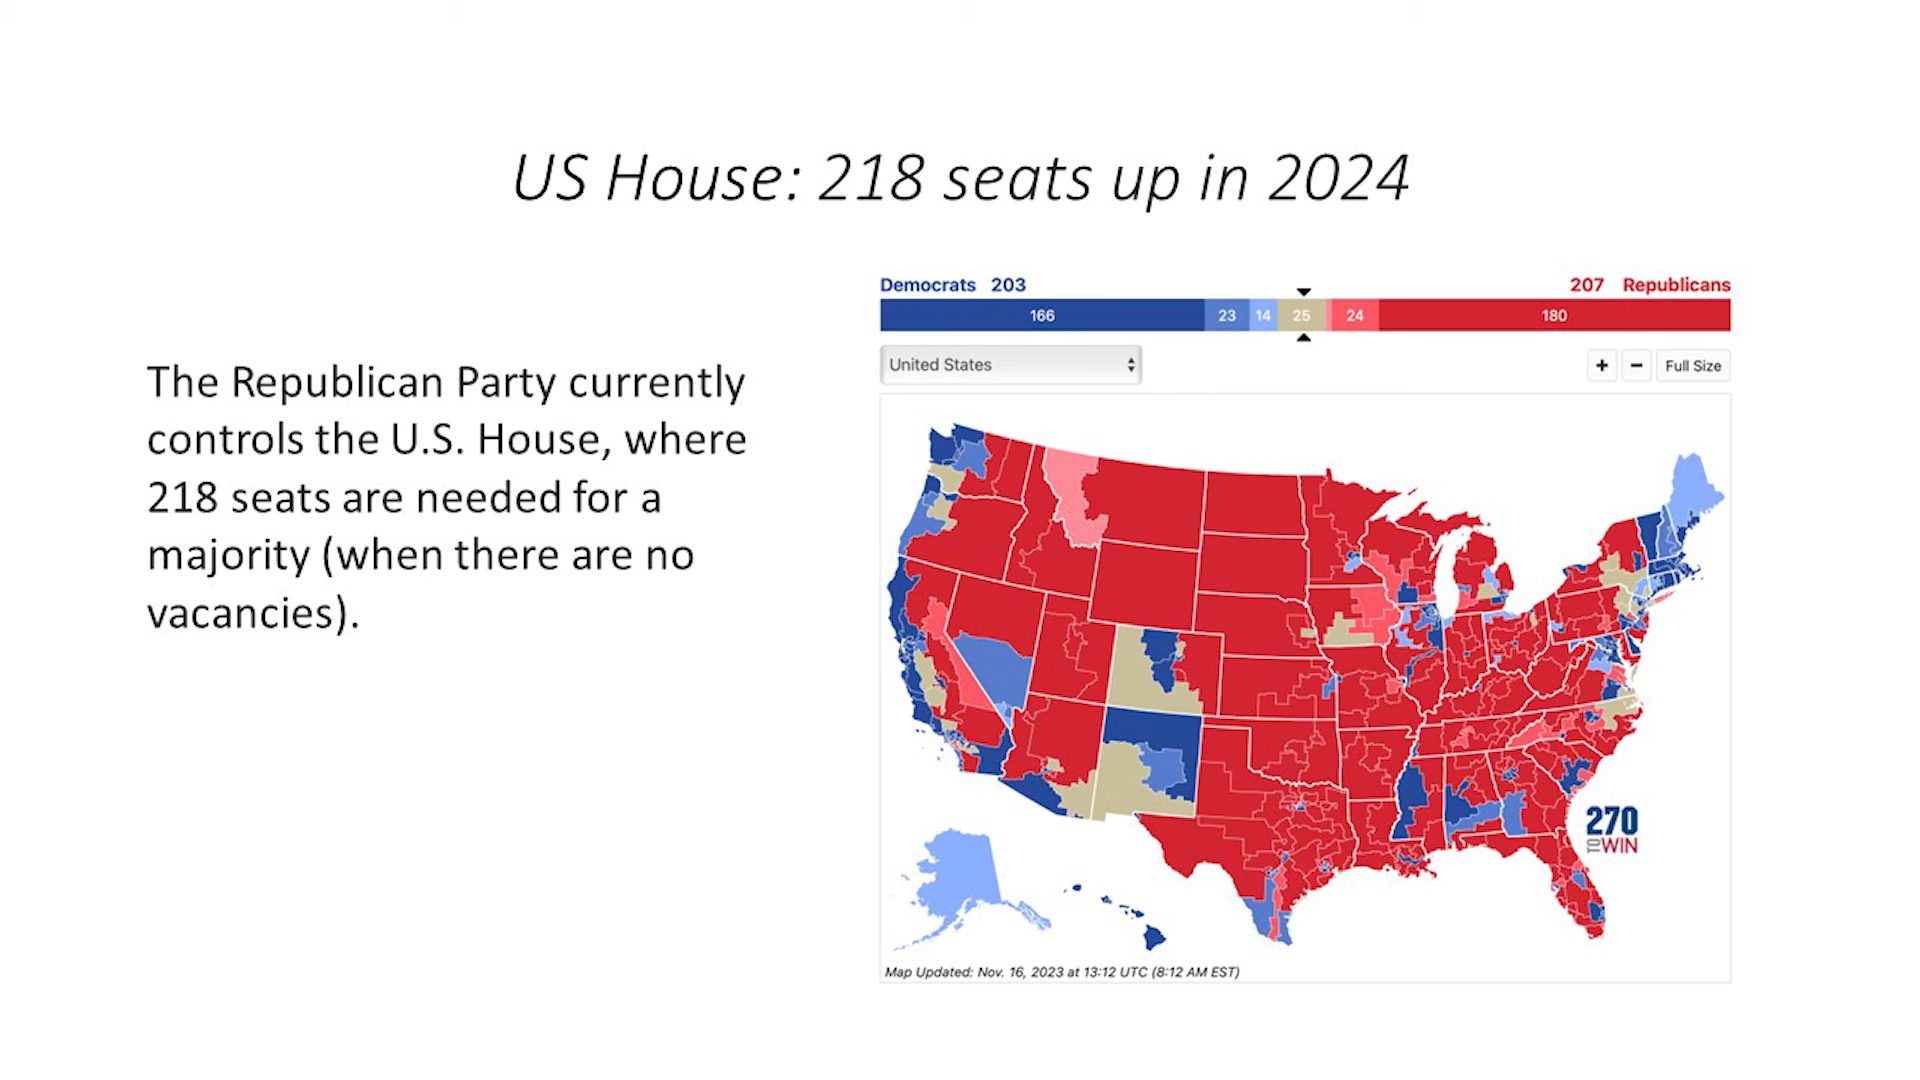 US House: 218 seats up in 2024
The Republican Party currently
controls the U.S. House, where
218 seats are needed for a
majority (when there are no
vacancies).
Democrats 203
207 Republicans
166 23 14 25 24 180
United States
+ − Full Size
270
TO WIN
Map Updated: Nov. 16, 2023 at 13:12 UTC (8:12 AM EST)